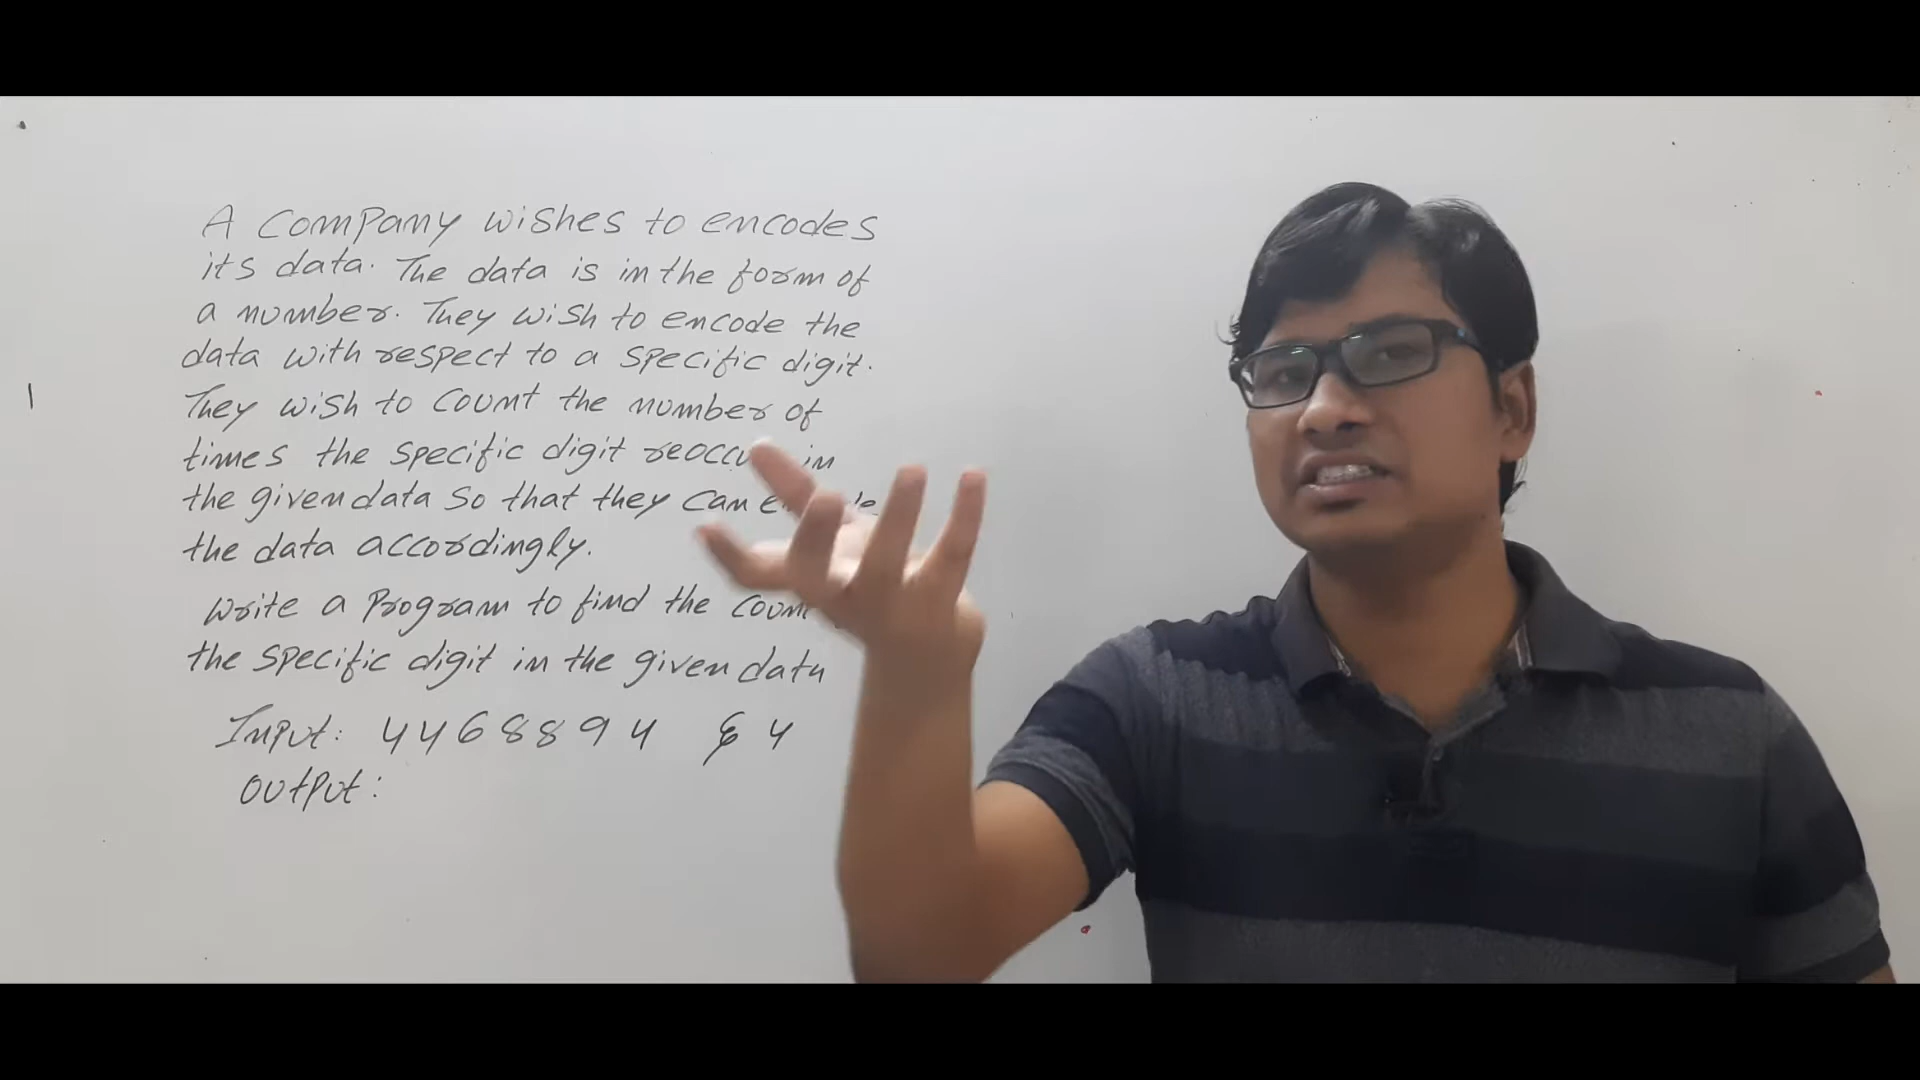 A Company wishes to encodes
its data. The data is in the form of
a number. They wish to encode the
data with respect to a specific digit.
They wish to count the number of
times the specific digit in
the given data so that they can
the data accordingly.
Write a Program to find the
the specific digit in the given data
Input: 4468894 & 4
Output: